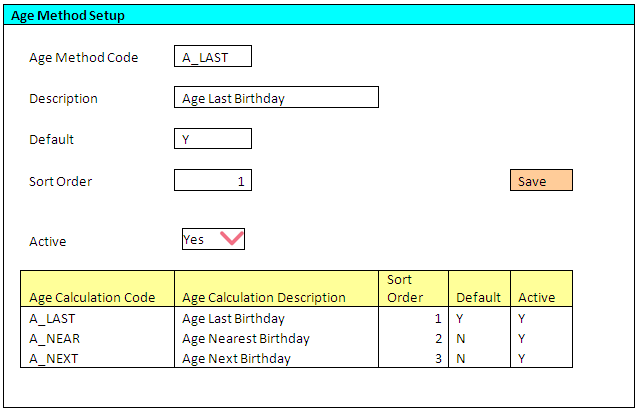 Age Method Setup
Age Method Code A_LAST
Description Age Last Birthday
Default Y
Sort Order 1 Save
Active Yes
Age Calculation Code Age Calculation Description Sort Order Default Active
A_LAST Age Last Birthday 1 Y Y
A_NEAR Age Nearest Birthday 2 N Y
A_NEXT Age Next Birthday 3 N Y